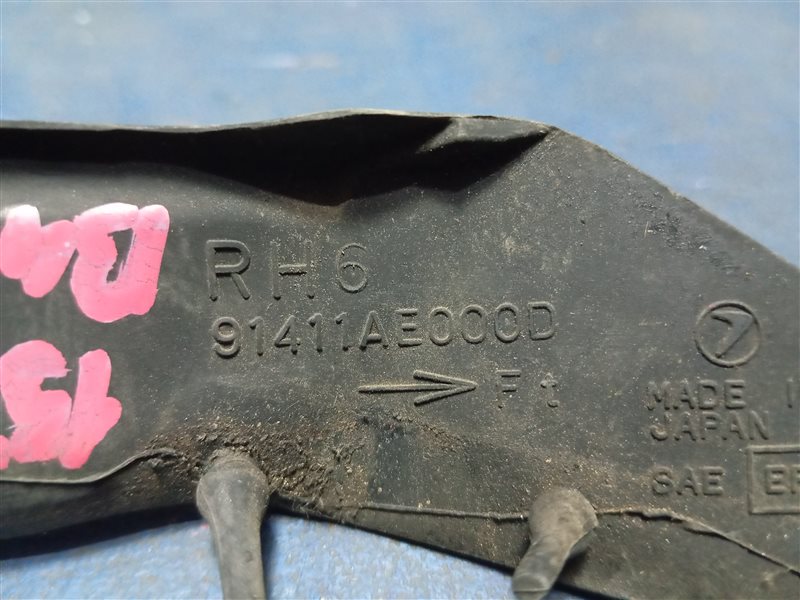 RH6
91411AE000D
Ft
MADE I
JAPAN
SAE